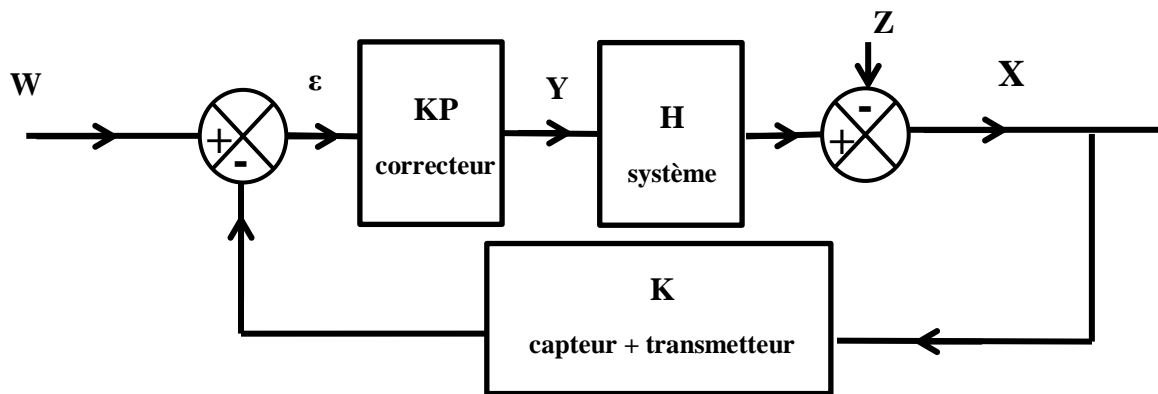 W
+
-
ε
KP
correcteur
Y
H
système
Z
-
+
X
K
capteur + transmetteur